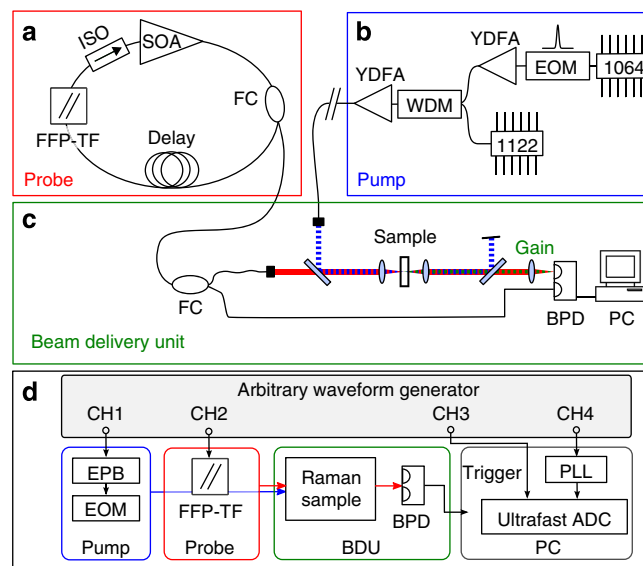 a
ISO
SOA
FC
FFP-TF
Delay
Probe
b
YDFA
YDFA
EOM
1064
WDM
1122
Pump
c
Sample
Gain
FC
BPD
PC
Beam delivery unit
d
Arbitrary waveform generator
CH1
CH2
CH3
CH4
EPB
EOM
Pump
FFP-TF
Probe
Raman
sample
BPD
BDU
Trigger
PLL
Ultrafast ADC
PC